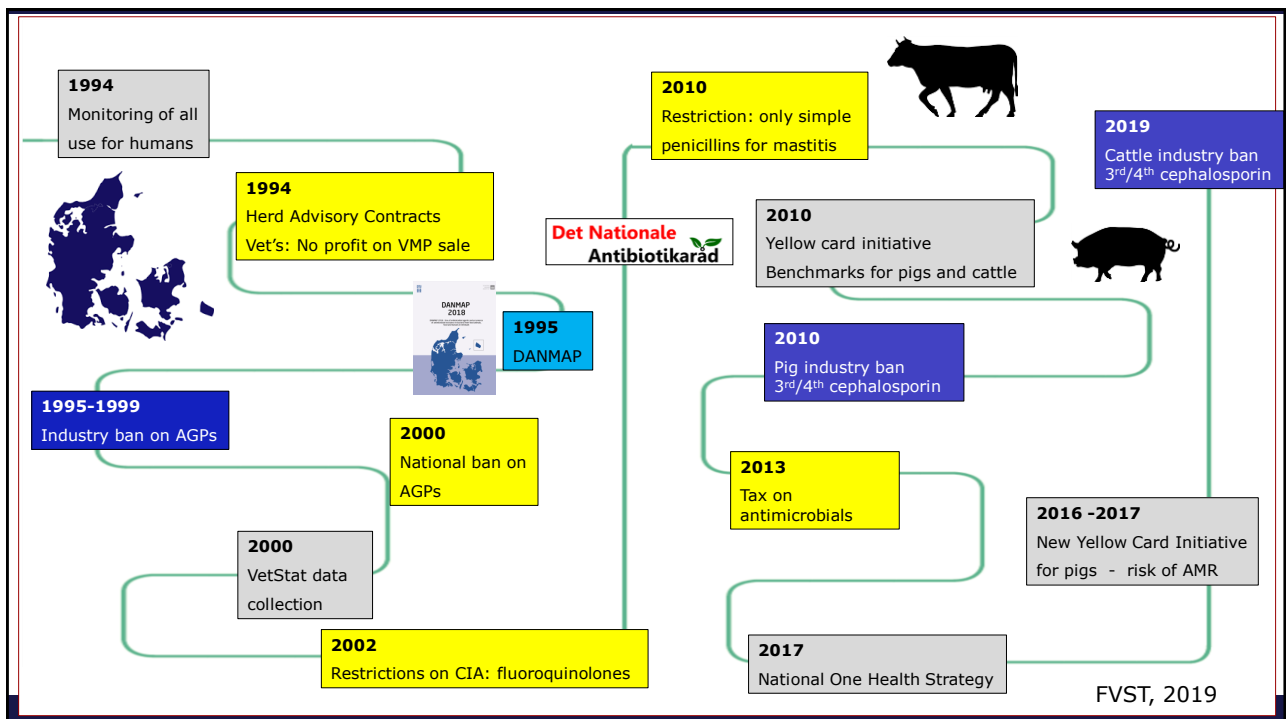 1994
Monitoring of all
use for humans
1994
Herd Advisory Contracts
Vet's: No profit on VMP sale
DANMAP
2018
1995
DANMAP
1995-1999
Industry ban on AGPs
2000
National ban on
AGPs
2000
VetStat data
collection
2002
Restrictions on CIA: fluoroquinolones
Det Nationale
Antibiotikaråd
2010
Restriction: only simple
penicillins for mastitis
2010
Yellow card initiative
Benchmarks for pigs and cattle
2010
Pig industry ban
3rd/4th cephalosporin
2013
Tax on
antimicrobials
2017
National One Health Strategy
2016 -2017
New Yellow Card Initiative
for pigs - risk of AMR
2019
Cattle industry ban
3rd/4th cephalosporin
FVST, 2019